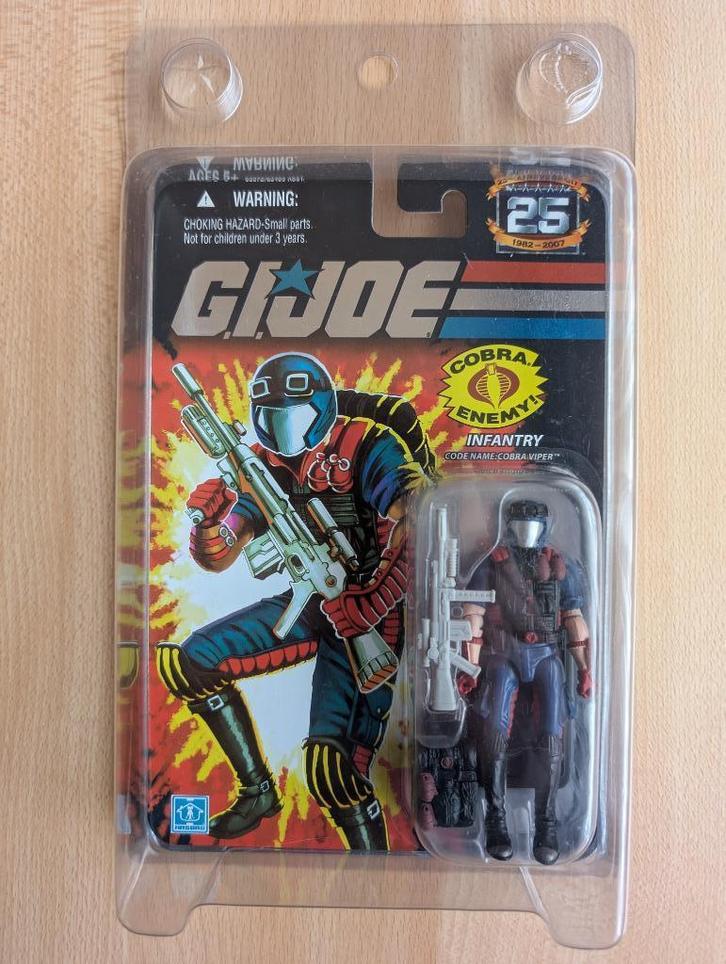 WARNING:
AGES 5+
WARNING:
CHOKING HAZARD-Small parts.
Not for children under 3 years.
25
1982-2007
G.I.JOE
COBRA
ENEMY!
INFANTRY
CODE NAME:COBRA VIPER™
HASBRO